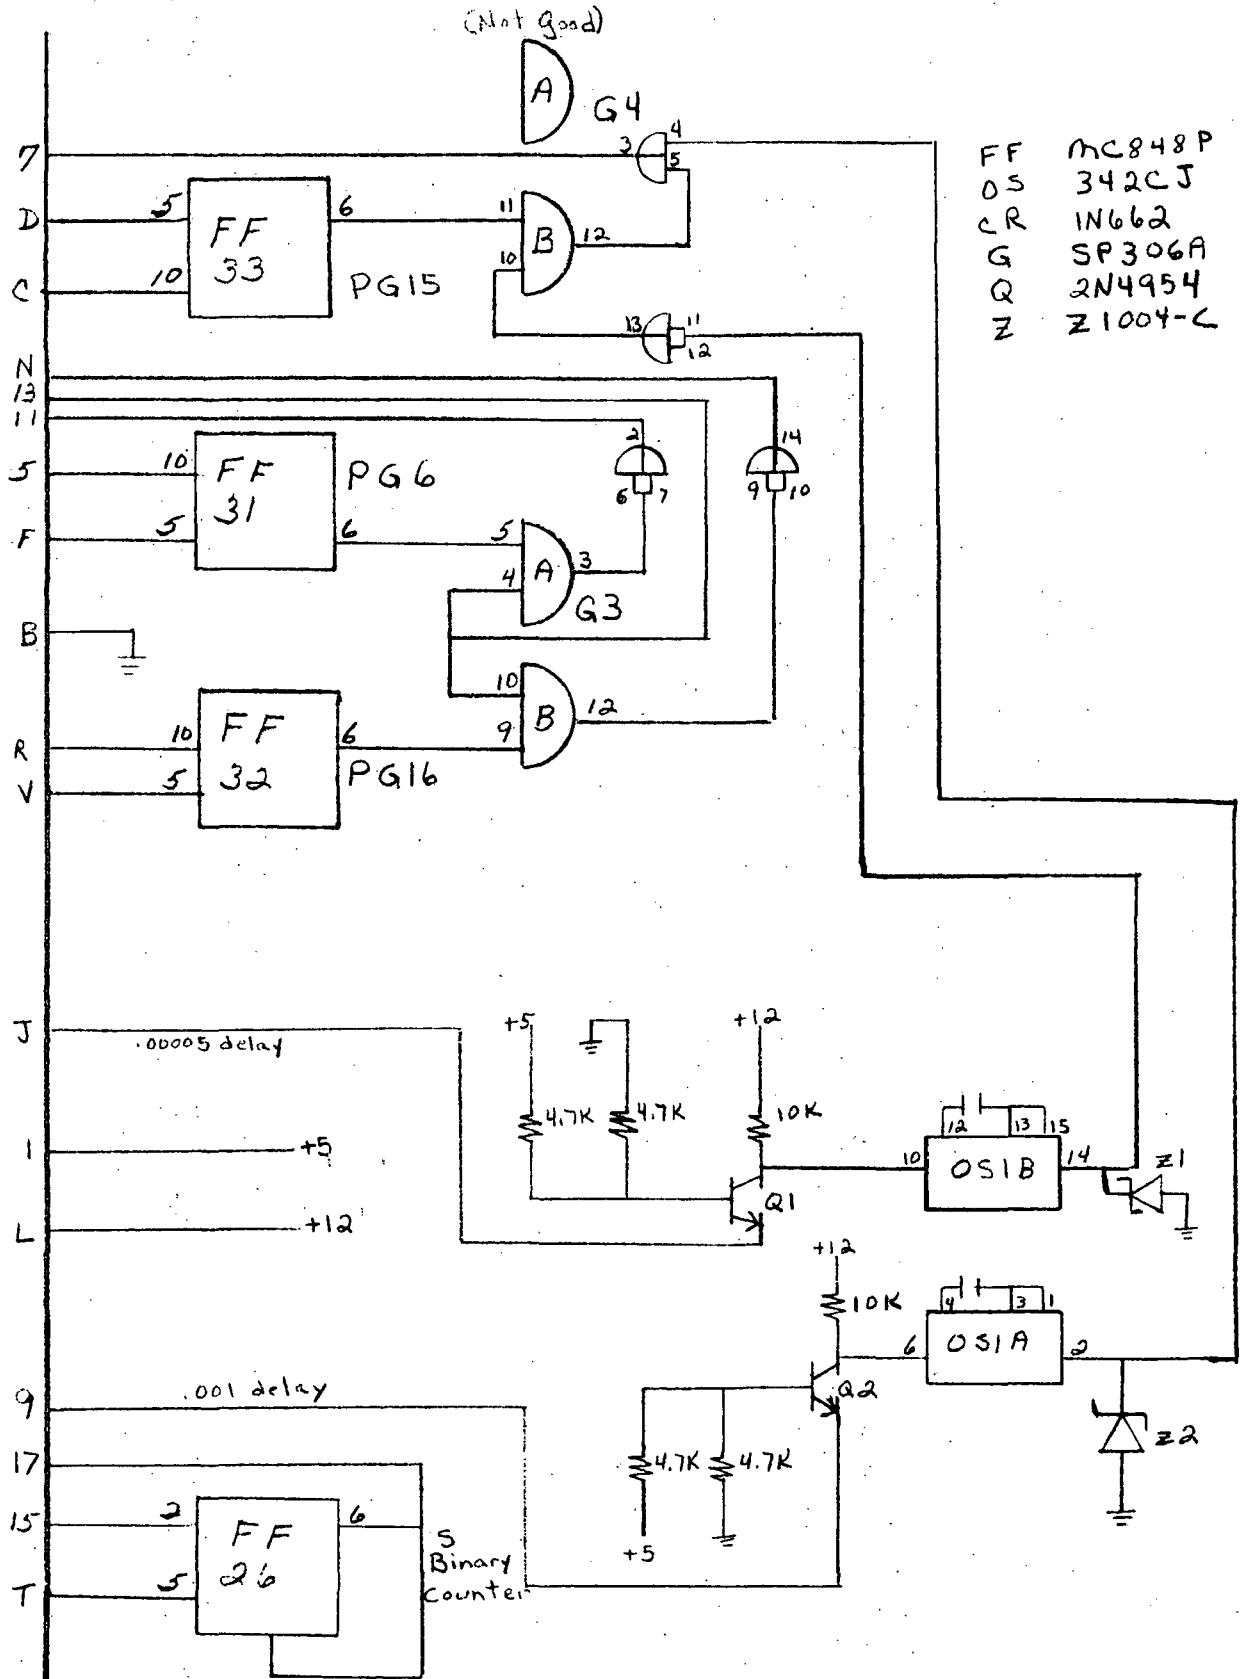 (Not Good)
A
G4
3 4
5
7
FF MC848P
OS 342CJ
CR 1N662
G SP306A
Q 2N4954
Z Z1004-C
D 5 FF 33 6 11 B 12
10
C 10 PG15
13 11
12
N
13
11
2 14
6 7 9 10
5 10 FF 31 PG6
F 5 6 5 A 3
4
G3
B
10 B 12
9
R 10 FF 32 6
V 5 PG16
J .00005 delay
+5 +12
4.7K 4.7K 10K
12 13 15
1 +5
10 OS1B 14 Z1
Q1
L +12
+12
10K
4 3 1
6 OS1A 2
Q2
9 .001 delay
4.7K 4.7K
Z2
+5
17
15 2 FF 26 6
T 5
S
Binary
Counter